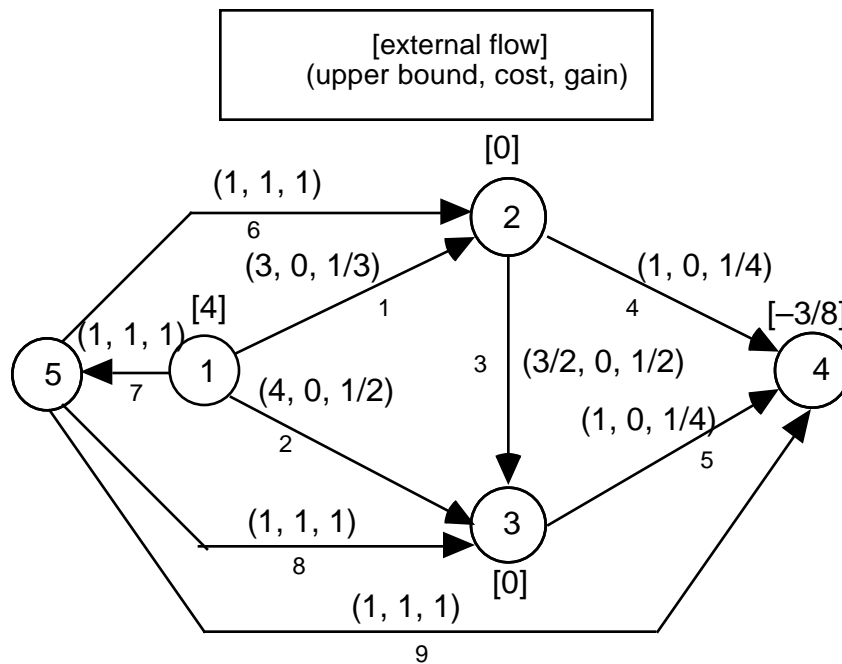 [external flow]
(upper bound, cost, gain)
[0]
(1, 1, 1)
2
6
(3, 0, 1/3)
(1, 0, 1/4)
1
4
[4]
[–3/8]
(1, 1, 1)
5
7
1
(4, 0, 1/2)
3
(3/2, 0, 1/2)
4
2
(1, 0, 1/4)
5
(1, 1, 1)
8
3
[0]
(1, 1, 1)
9